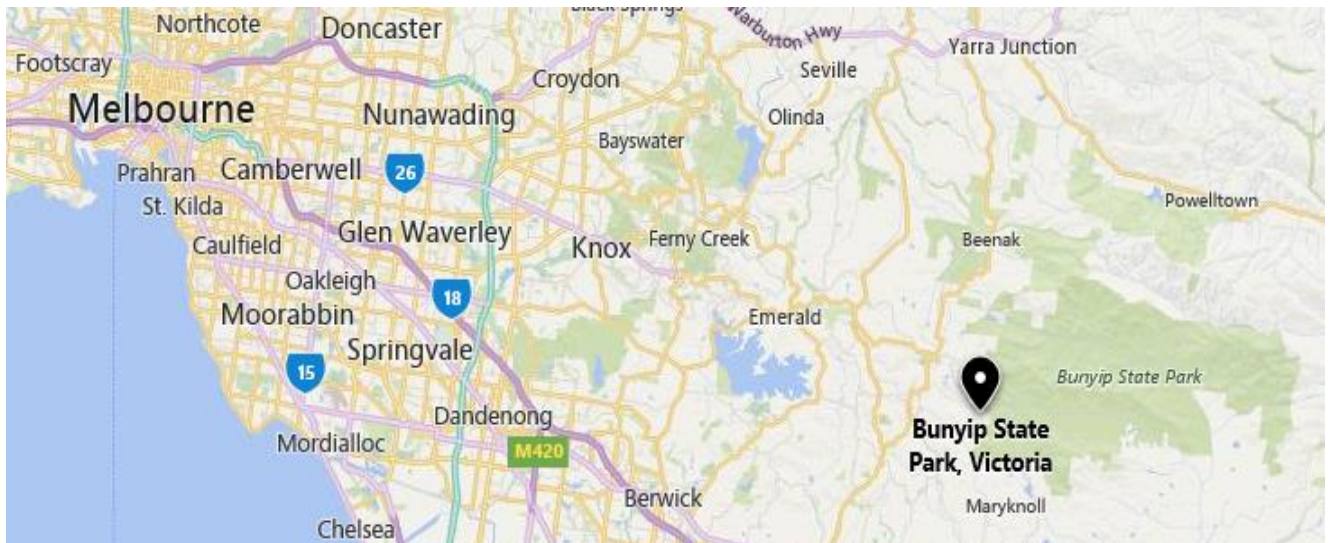 Black Springs
Northcote
Doncaster
Warburton Hwy
Yarra Junction
Footscray
Croydon
Seville
Melbourne
Nunawading
Olinda
Bayswater
Prahran
Camberwell
26
St. Kilda
Powelltown
Caulfield
Glen Waverley
Knox
Ferny Creek
Beenak
Oakleigh
18
Moorabbin
Emerald
Springvale
15
Bunyip State Park
Dandenong
Mordialloc
M420
Bunyip State
Park, Victoria
Berwick
Maryknoll
Chelsea